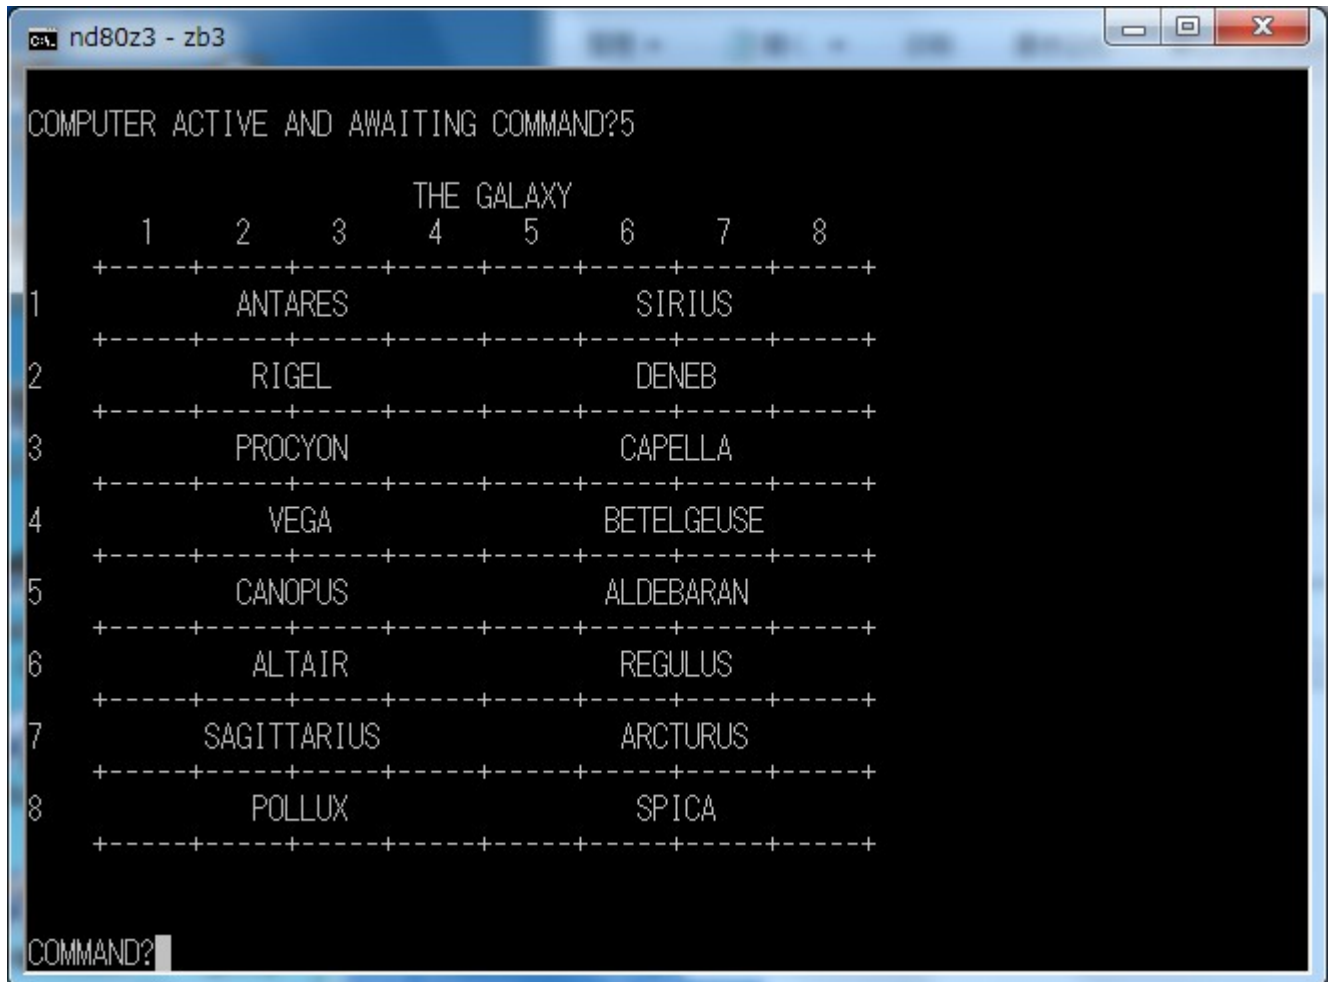 nd80z3 - zb3
COMPUTER ACTIVE AND AWAITING COMMAND?5
THE GALAXY
1 2 3 4 5 6 7 8
+-----+-----+-----+-----+-----+-----+-----+-----+
1 ANTARES SIRIUS
+-----+-----+-----+-----+-----+-----+-----+-----+
2 RIGEL DENEB
+-----+-----+-----+-----+-----+-----+-----+-----+
3 PROCYON CAPELLA
+-----+-----+-----+-----+-----+-----+-----+-----+
4 VEGA BETELGEUSE
+-----+-----+-----+-----+-----+-----+-----+-----+
5 CANOPUS ALDEBARAN
+-----+-----+-----+-----+-----+-----+-----+-----+
6 ALTAIR REGULUS
+-----+-----+-----+-----+-----+-----+-----+-----+
7 SAGITTARIUS ARCTURUS
+-----+-----+-----+-----+-----+-----+-----+-----+
8 POLLUX SPICA
+-----+-----+-----+-----+-----+-----+-----+-----+
COMMAND?